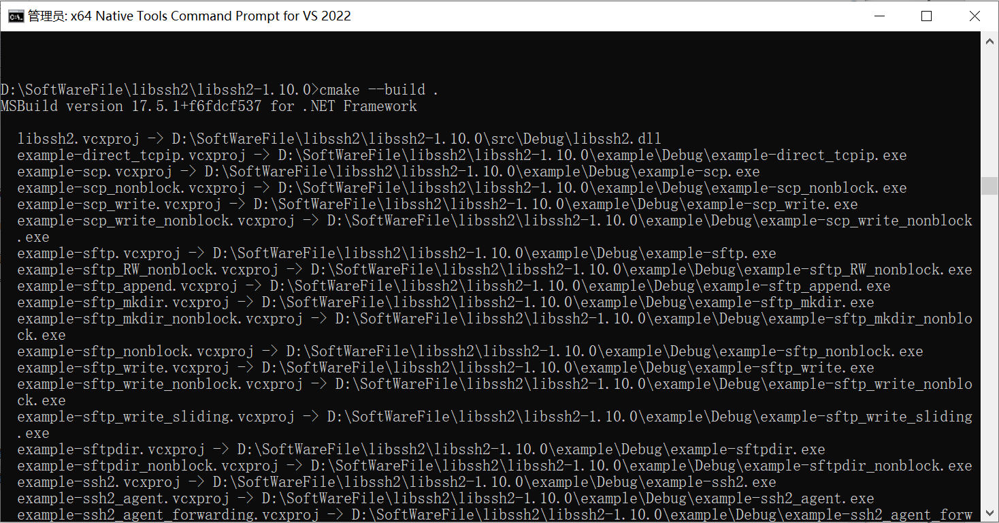 管理员: x64 Native Tools Command Prompt for VS 2022
D:\SoftWareFile\libssh2\libssh2-1.10.0>cmake --build .
MSBuild version 17.5.1+f6fdcf537 for .NET Framework
libssh2.vcxproj -> D:\SoftWareFile\libssh2\libssh2-1.10.0\src\Debug\libssh2.dll
example-direct_tcpip.vcxproj -> D:\SoftWareFile\libssh2\libssh2-1.10.0\example\Debug\example-direct_tcpip.exe
example-scp.vcxproj -> D:\SoftWareFile\libssh2\libssh2-1.10.0\example\Debug\example-scp.exe
example-scp_nonblock.vcxproj -> D:\SoftWareFile\libssh2\libssh2-1.10.0\example\Debug\example-scp_nonblock.exe
example-scp_write.vcxproj -> D:\SoftWareFile\libssh2\libssh2-1.10.0\example\Debug\example-scp_write.exe
example-scp_write_nonblock.vcxproj -> D:\SoftWareFile\libssh2\libssh2-1.10.0\example\Debug\example-scp_write_nonblock
.exe
example-sftp.vcxproj -> D:\SoftWareFile\libssh2\libssh2-1.10.0\example\Debug\example-sftp.exe
example-sftp_RW_nonblock.vcxproj -> D:\SoftWareFile\libssh2\libssh2-1.10.0\example\Debug\example-sftp_RW_nonblock.exe
example-sftp_append.vcxproj -> D:\SoftWareFile\libssh2\libssh2-1.10.0\example\Debug\example-sftp_append.exe
example-sftp_mkdir.vcxproj -> D:\SoftWareFile\libssh2\libssh2-1.10.0\example\Debug\example-sftp_mkdir.exe
example-sftp_mkdir_nonblock.vcxproj -> D:\SoftWareFile\libssh2\libssh2-1.10.0\example\Debug\example-sftp_mkdir_nonblo
ck.exe
example-sftp_nonblock.vcxproj -> D:\SoftWareFile\libssh2\libssh2-1.10.0\example\Debug\example-sftp_nonblock.exe
example-sftp_write.vcxproj -> D:\SoftWareFile\libssh2\libssh2-1.10.0\example\Debug\example-sftp_write.exe
example-sftp_write_nonblock.vcxproj -> D:\SoftWareFile\libssh2\libssh2-1.10.0\example\Debug\example-sftp_write_nonblo
ck.exe
example-sftp_write_sliding.vcxproj -> D:\SoftWareFile\libssh2\libssh2-1.10.0\example\Debug\example-sftp_write_sliding
.exe
example-sftpdir.vcxproj -> D:\SoftWareFile\libssh2\libssh2-1.10.0\example\Debug\example-sftpdir.exe
example-sftpdir_nonblock.vcxproj -> D:\SoftWareFile\libssh2\libssh2-1.10.0\example\Debug\example-sftpdir_nonblock.exe
example-ssh2.vcxproj -> D:\SoftWareFile\libssh2\libssh2-1.10.0\example\Debug\example-ssh2.exe
example-ssh2_agent.vcxproj -> D:\SoftWareFile\libssh2\libssh2-1.10.0\example\Debug\example-ssh2_agent.exe
example-ssh2_agent_forwarding.vcxproj -> D:\SoftWareFile\libssh2\libssh2-1.10.0\example\Debug\example-ssh2_agent_forw